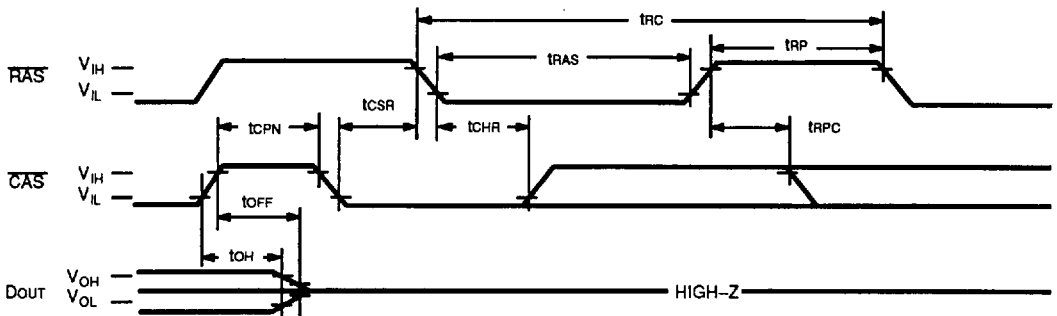 tRC
tRAS
tRP
RAS
VIH
VIL
tCSR
tCPN
tCHR
tRPC
CAS
VIH
VIL
tOFF
tOH
DOUT
VOH
VOL
HIGH-Z